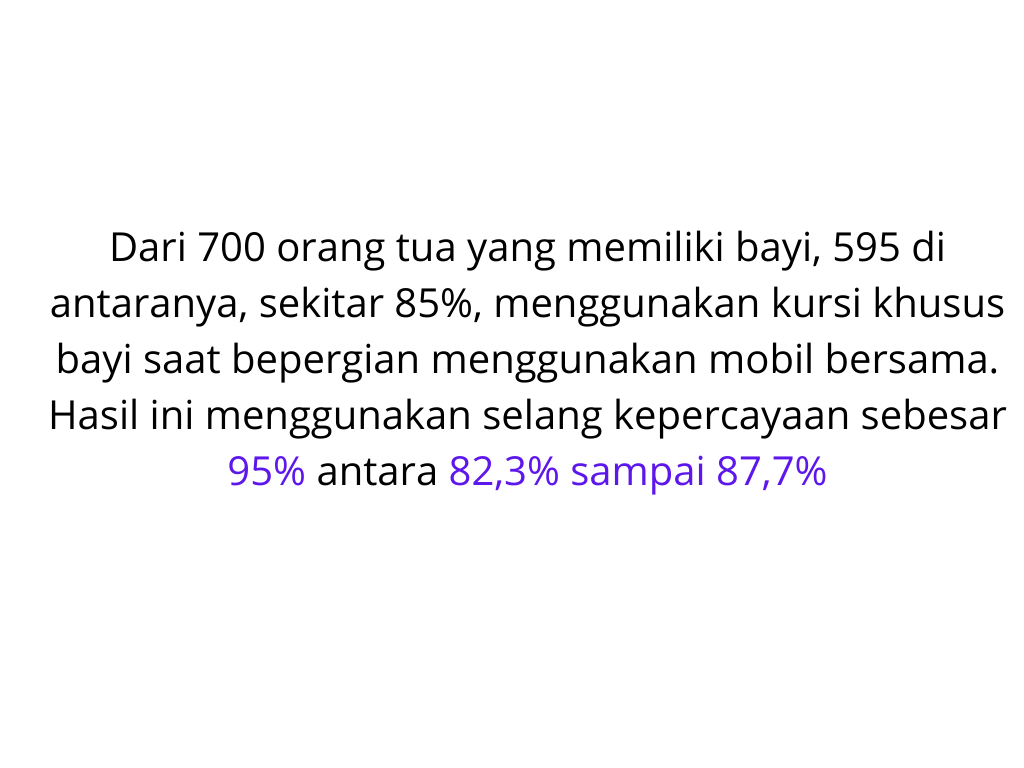 Dari 700 orang tua yang memiliki bayi, 595 di
antaranya, sekitar 85%, menggunakan kursi khusus
bayi saat bepergian menggunakan mobil bersama.
Hasil ini menggunakan selang kepercayaan sebesar
95% antara 82,3% sampai 87,7%